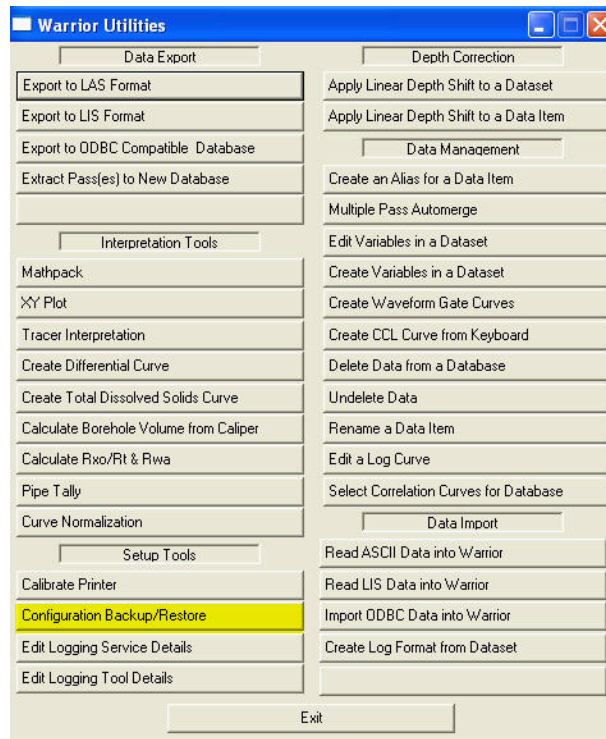 Warrior Utilities
Data Export
Export to LAS Format
Export to LIS Format
Export to ODBC Compatible Database
Extract Pass(es) to New Database
Interpretation Tools
Mathpack
XY Plot
Tracer Interpretation
Create Differential Curve
Create Total Dissolved Solids Curve
Calculate Borehole Volume from Caliper
Calculate Rxo/Rt & Rwa
Pipe Tally
Curve Normalization
Setup Tools
Calibrate Printer
Configuration Backup/Restore
Edit Logging Service Details
Edit Logging Tool Details
Depth Correction
Apply Linear Depth Shift to a Dataset
Apply Linear Depth Shift to a Data Item
Data Management
Create an Alias for a Data Item
Multiple Pass Automerge
Edit Variables in a Dataset
Create Variables in a Dataset
Create Waveform Gate Curves
Create CCL Curve from Keyboard
Delete Data from a Database
Undelete Data
Rename a Data Item
Edit a Log Curve
Select Correlation Curves for Database
Data Import
Read ASCII Data into Warrior
Read LIS Data into Warrior
Import ODBC Data into Warrior
Create Log Format from Dataset
Exit